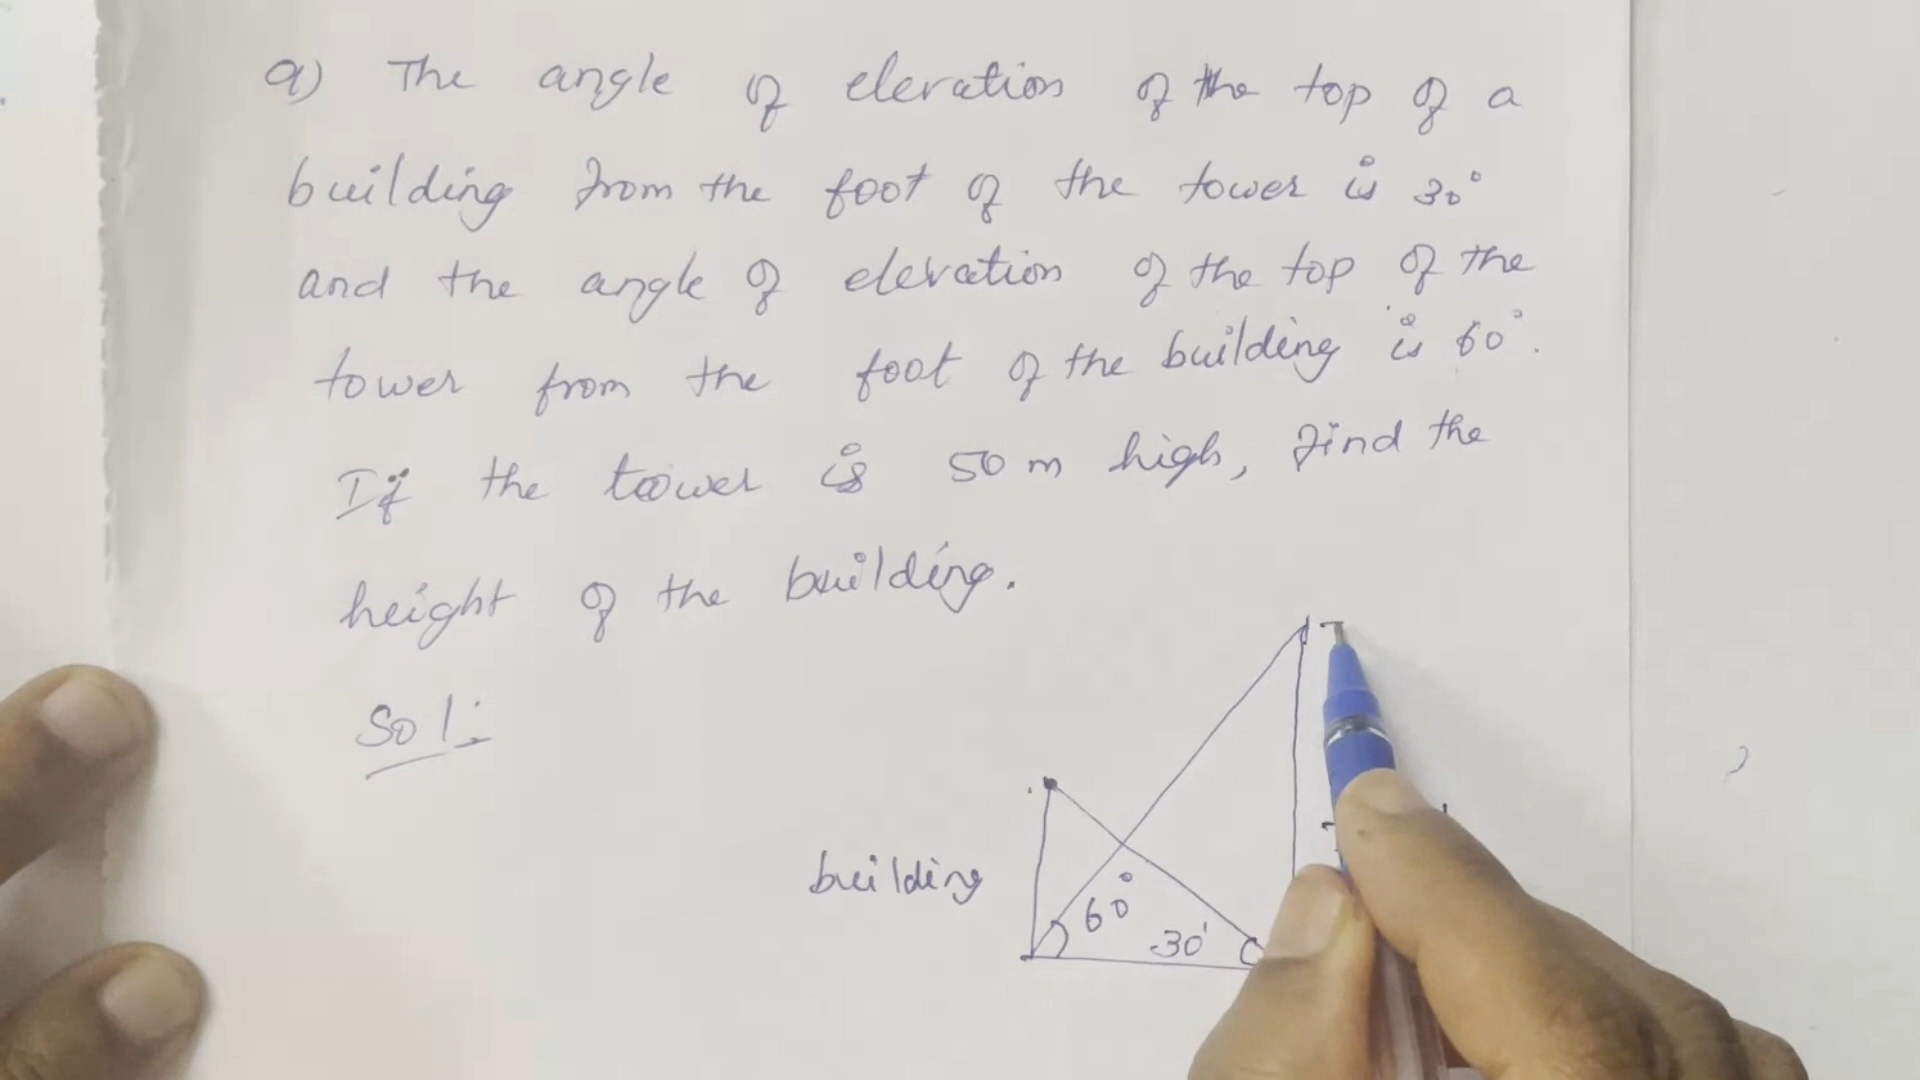 Q) The angle of elevation of the top of a
building from the foot of the tower is 30°
and the angle of elevation of the top of the
tower from the foot of the building is 60°.
If the tower is 50 m high, find the
height of the building.
Sol:
building
60°
30°